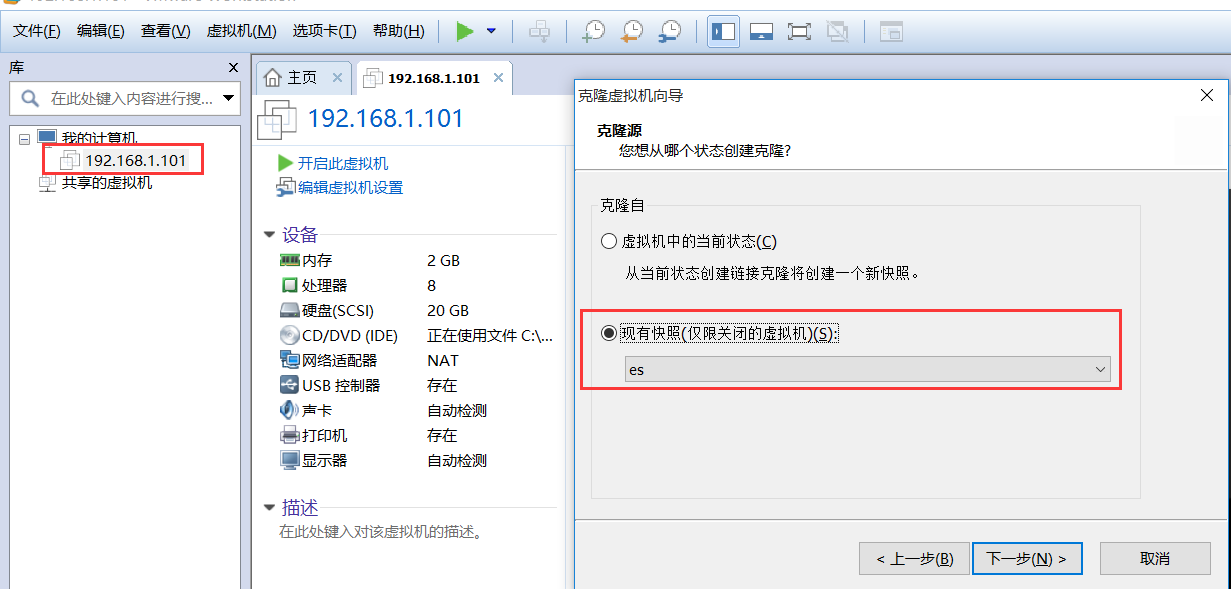 文件(F) 编辑(E) 查看(V) 虚拟机(M) 选项卡(T) 帮助(H)
库
在此处键入内容进行搜...
我的计算机
192.168.1.101
共享的虚拟机
主页
192.168.1.101
192.168.1.101
开启此虚拟机
编辑虚拟机设置
设备
内存 2 GB
处理器 8
硬盘(SCSI) 20 GB
CD/DVD (IDE) 正在使用文件 C:\...
网络适配器 NAT
USB 控制器 存在
声卡 自动检测
打印机 存在
显示器 自动检测
描述
在此处键入对该虚拟机的描述。
克隆虚拟机向导
克隆源
您想从哪个状态创建克隆?
克隆自
虚拟机中的当前状态(C)
从当前状态创建链接克隆将创建一个新快照。
现有快照(仅限关闭的虚拟机)(S):
es
< 上一步(B) 下一步(N) > 取消